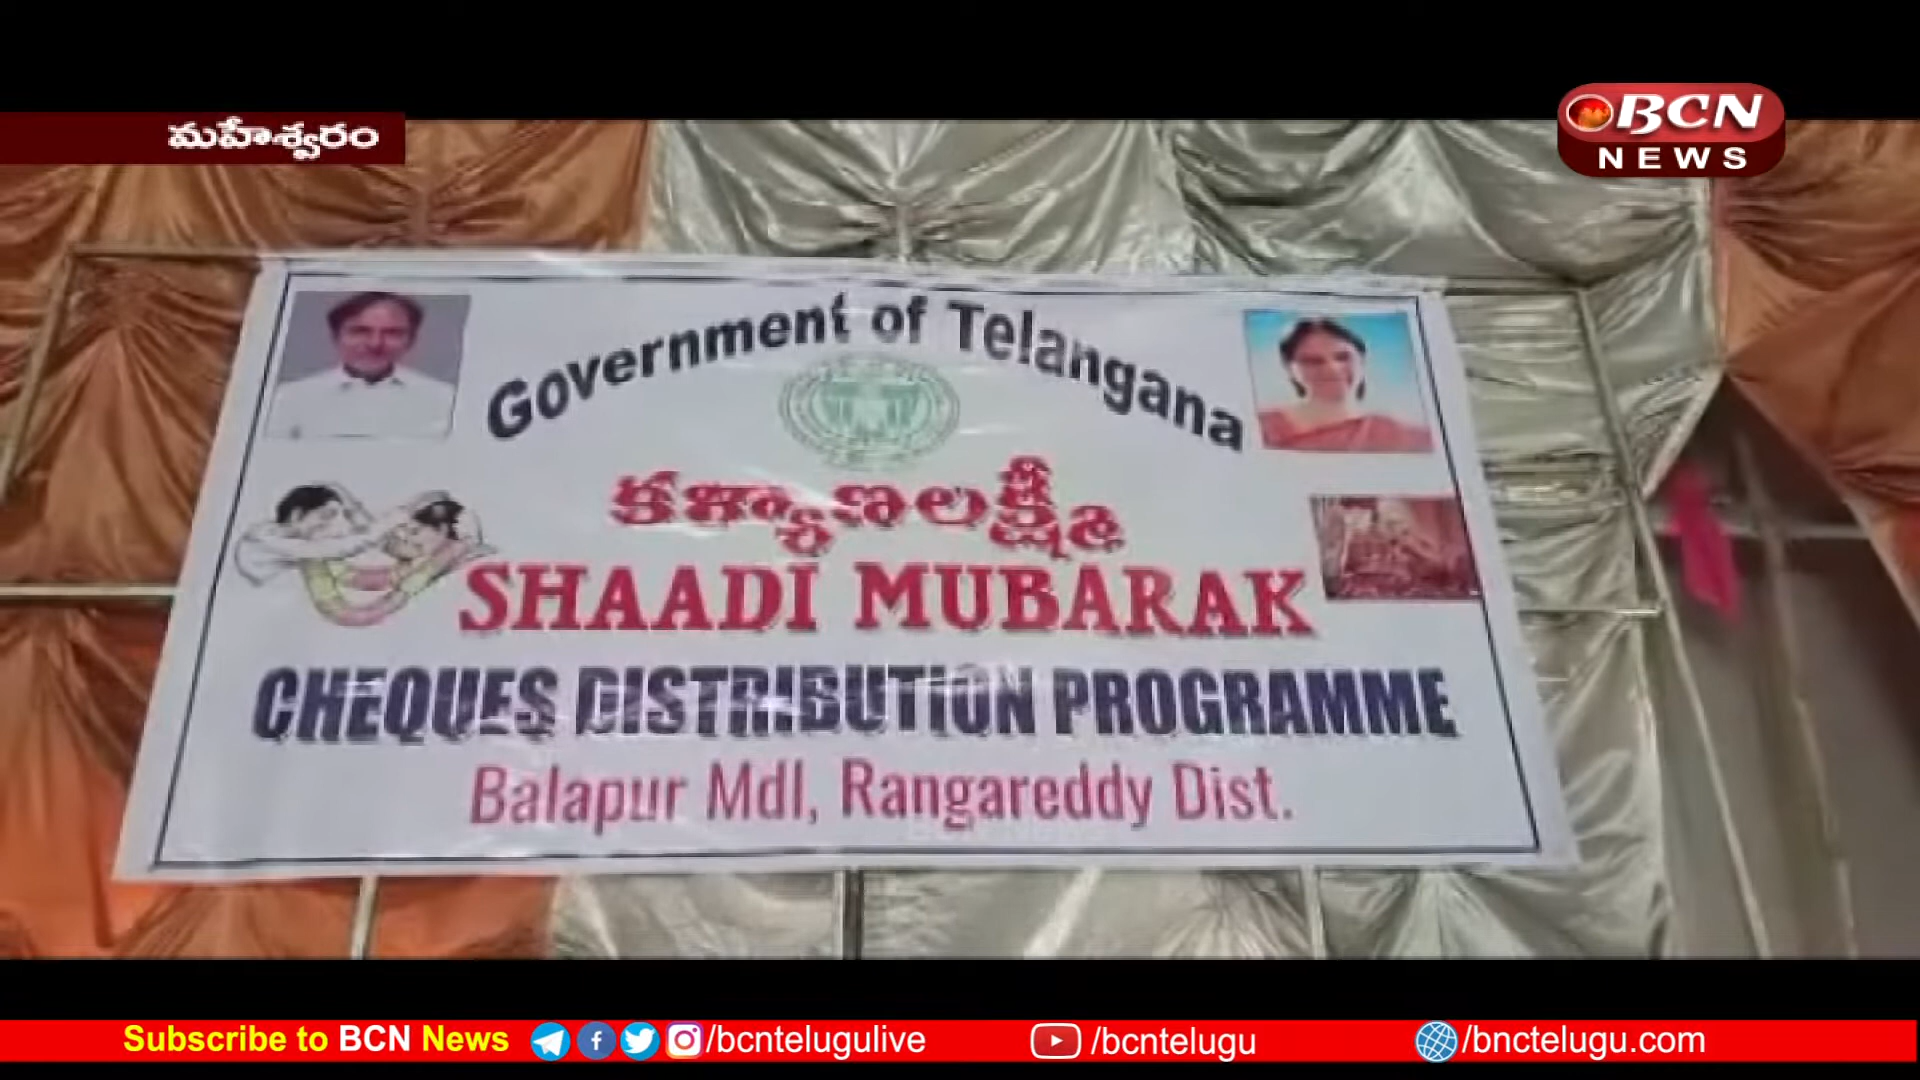 మహేశ్వరం
BCN
NEWS
Government of Telangana
కళ్యాణలక్ష్మి
SHAADI MUBARAK
CHEQUES DISTRIBUTION PROGRAMME
Balapur Mdl, Rangareddy Dist.
Subscribe to BCN News /bcntelugulive /bcntelugu /bnctelugu.com